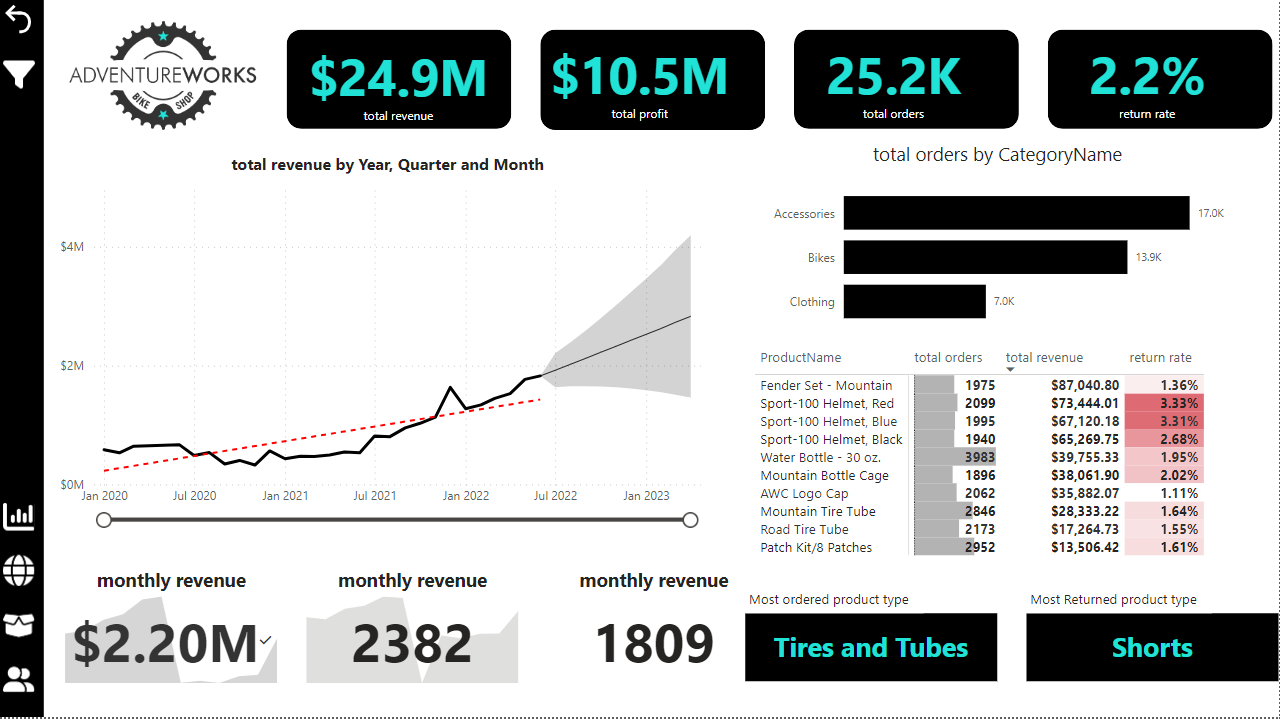 ADVENTUREWORKS
BIKE SHOP
$24.9M
total revenue
$10.5M
total profit
25.2K
total orders
2.2%
return rate
total revenue by Year, Quarter and Month
$4M
$2M
$0M
Jan 2020 Jul 2020 Jan 2021 Jul 2021 Jan 2022 Jul 2022 Jan 2023
total orders by CategoryName
Accessories 17.0K
Bikes 13.9K
Clothing 7.0K
ProductName total orders total revenue return rate
Fender Set - Mountain 1975 $87,040.80 1.36%
Sport-100 Helmet, Red 2099 $73,444.01 3.33%
Sport-100 Helmet, Blue 1995 $67,120.18 3.31%
Sport-100 Helmet, Black 1940 $65,269.75 2.68%
Water Bottle - 30 oz. 3983 $39,755.33 1.95%
Mountain Bottle Cage 1896 $38,061.90 2.02%
AWC Logo Cap 2062 $35,882.07 1.11%
Mountain Tire Tube 2846 $28,333.22 1.64%
Road Tire Tube 2173 $17,264.73 1.55%
Patch Kit/8 Patches 2952 $13,506.42 1.61%
monthly revenue
$2.20M
monthly revenue
2382
monthly revenue
1809
Most ordered product type
Tires and Tubes
Most Returned product type
Shorts